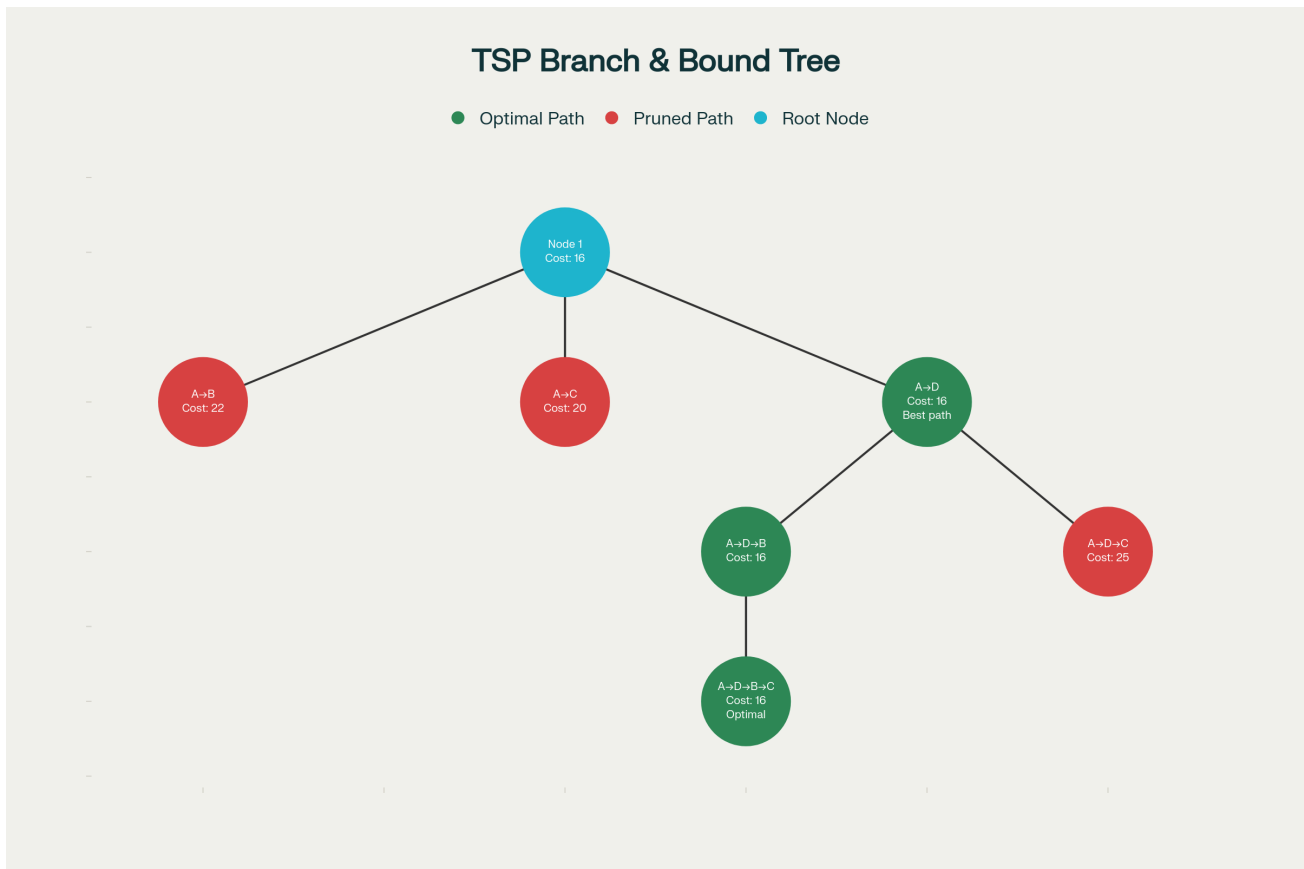 TSP Branch & Bound Tree
Optimal Path
Pruned Path
Root Node
Node 1
Cost: 16
A→B
Cost: 22
A→C
Cost: 20
A→D
Cost: 16
Best path
A→D→B
Cost: 16
A→D→C
Cost: 25
A→D→B→C
Cost: 16
Optimal